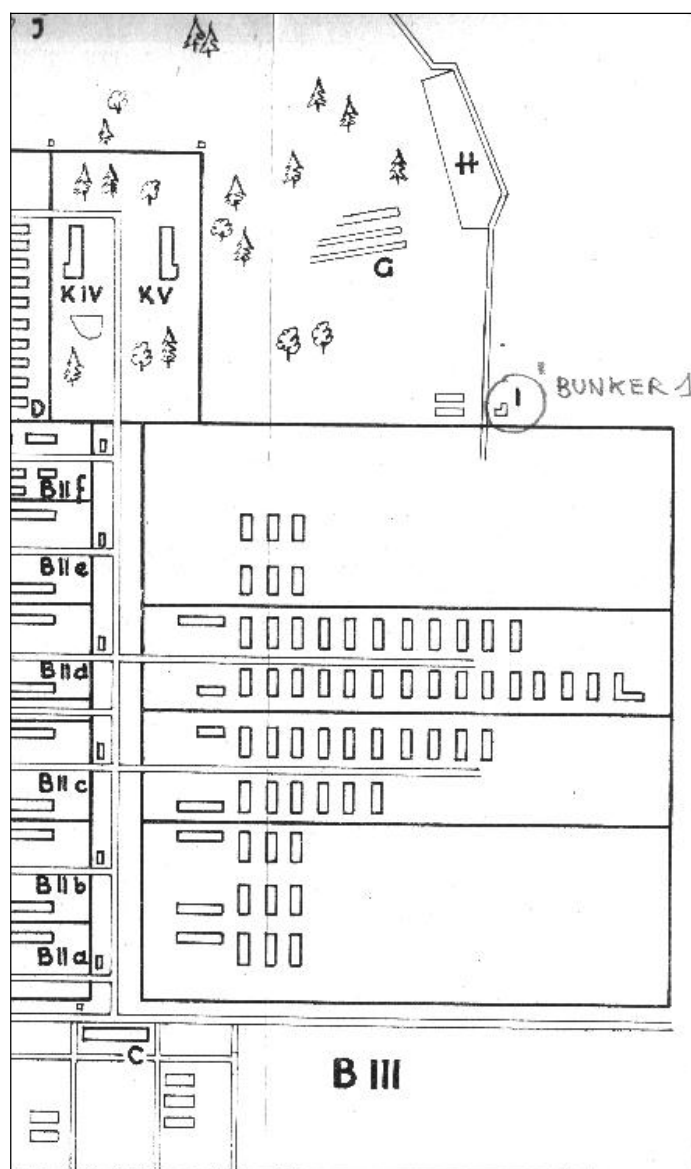 J
H
G
K IV
K V
I
BUNKER 1
D
B II f
B II e
B II d
B II c
B II b
B II a
C
B III